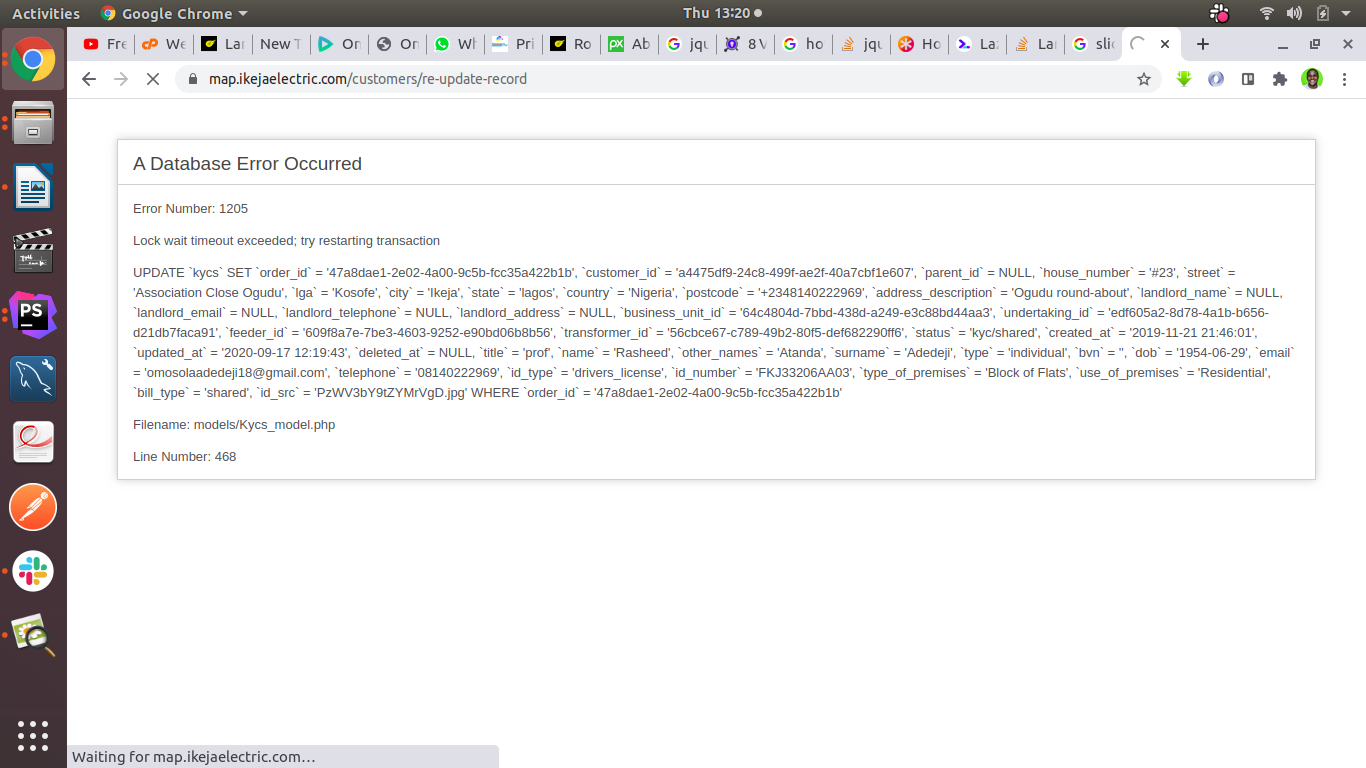 Activities Google Chrome Thu 13:20
Fre We Lar New T On On Wh Pri Ro Ab jqu 8 V ho jqu Ho La: Lar slic
map.ikejaelectric.com/customers/re-update-record
A Database Error Occurred
Error Number: 1205
Lock wait timeout exceeded; try restarting transaction
UPDATE `kycs` SET `order_id` = '47a8dae1-2e02-4a00-9c5b-fcc35a422b1b', `customer_id` = 'a4475df9-24c8-499f-ae2f-40a7cbf1e607', `parent_id` = NULL, `house_number` = '#23', `street` =
'Association Close Ogudu', `lga` = 'Kosofe', `city` = 'Ikeja', `state` = 'lagos', `country` = 'Nigeria', `postcode` = '+2348140222969', `address_description` = 'Ogudu round-about', `landlord_name` = NULL,
`landlord_email` = NULL, `landlord_telephone` = NULL, `landlord_address` = NULL, `business_unit_id` = '64c4804d-7bbd-438d-a249-e3c88bd44aa3', `undertaking_id` = 'edf605a2-8d78-4a1b-b656-
d21db7faca91', `feeder_id` = '609f8a7e-7be3-4603-9252-e90bd06b8b56', `transformer_id` = '56cbce67-c789-49b2-80f5-def682290ff6', `status` = 'kyc/shared', `created_at` = '2019-11-21 21:46:01',
`updated_at` = '2020-09-17 12:19:43', `deleted_at` = NULL, `title` = 'prof', `name` = 'Rasheed', `other_names` = 'Atanda', `surname` = 'Adedeji', `type` = 'individual', `bvn` = '', `dob` = '1954-06-29', `email`
= 'omosolaadedeji18@gmail.com', `telephone` = '08140222969', `id_type` = 'drivers_license', `id_number` = 'FKJ33206AA03', `type_of_premises` = 'Block of Flats', `use_of_premises` = 'Residential',
`bill_type` = 'shared', `id_src` = 'PzWV3bY9tZYMrVgD.jpg' WHERE `order_id` = '47a8dae1-2e02-4a00-9c5b-fcc35a422b1b'
Filename: models/Kycs_model.php
Line Number: 468
PS
Waiting for map.ikejaelectric.com…